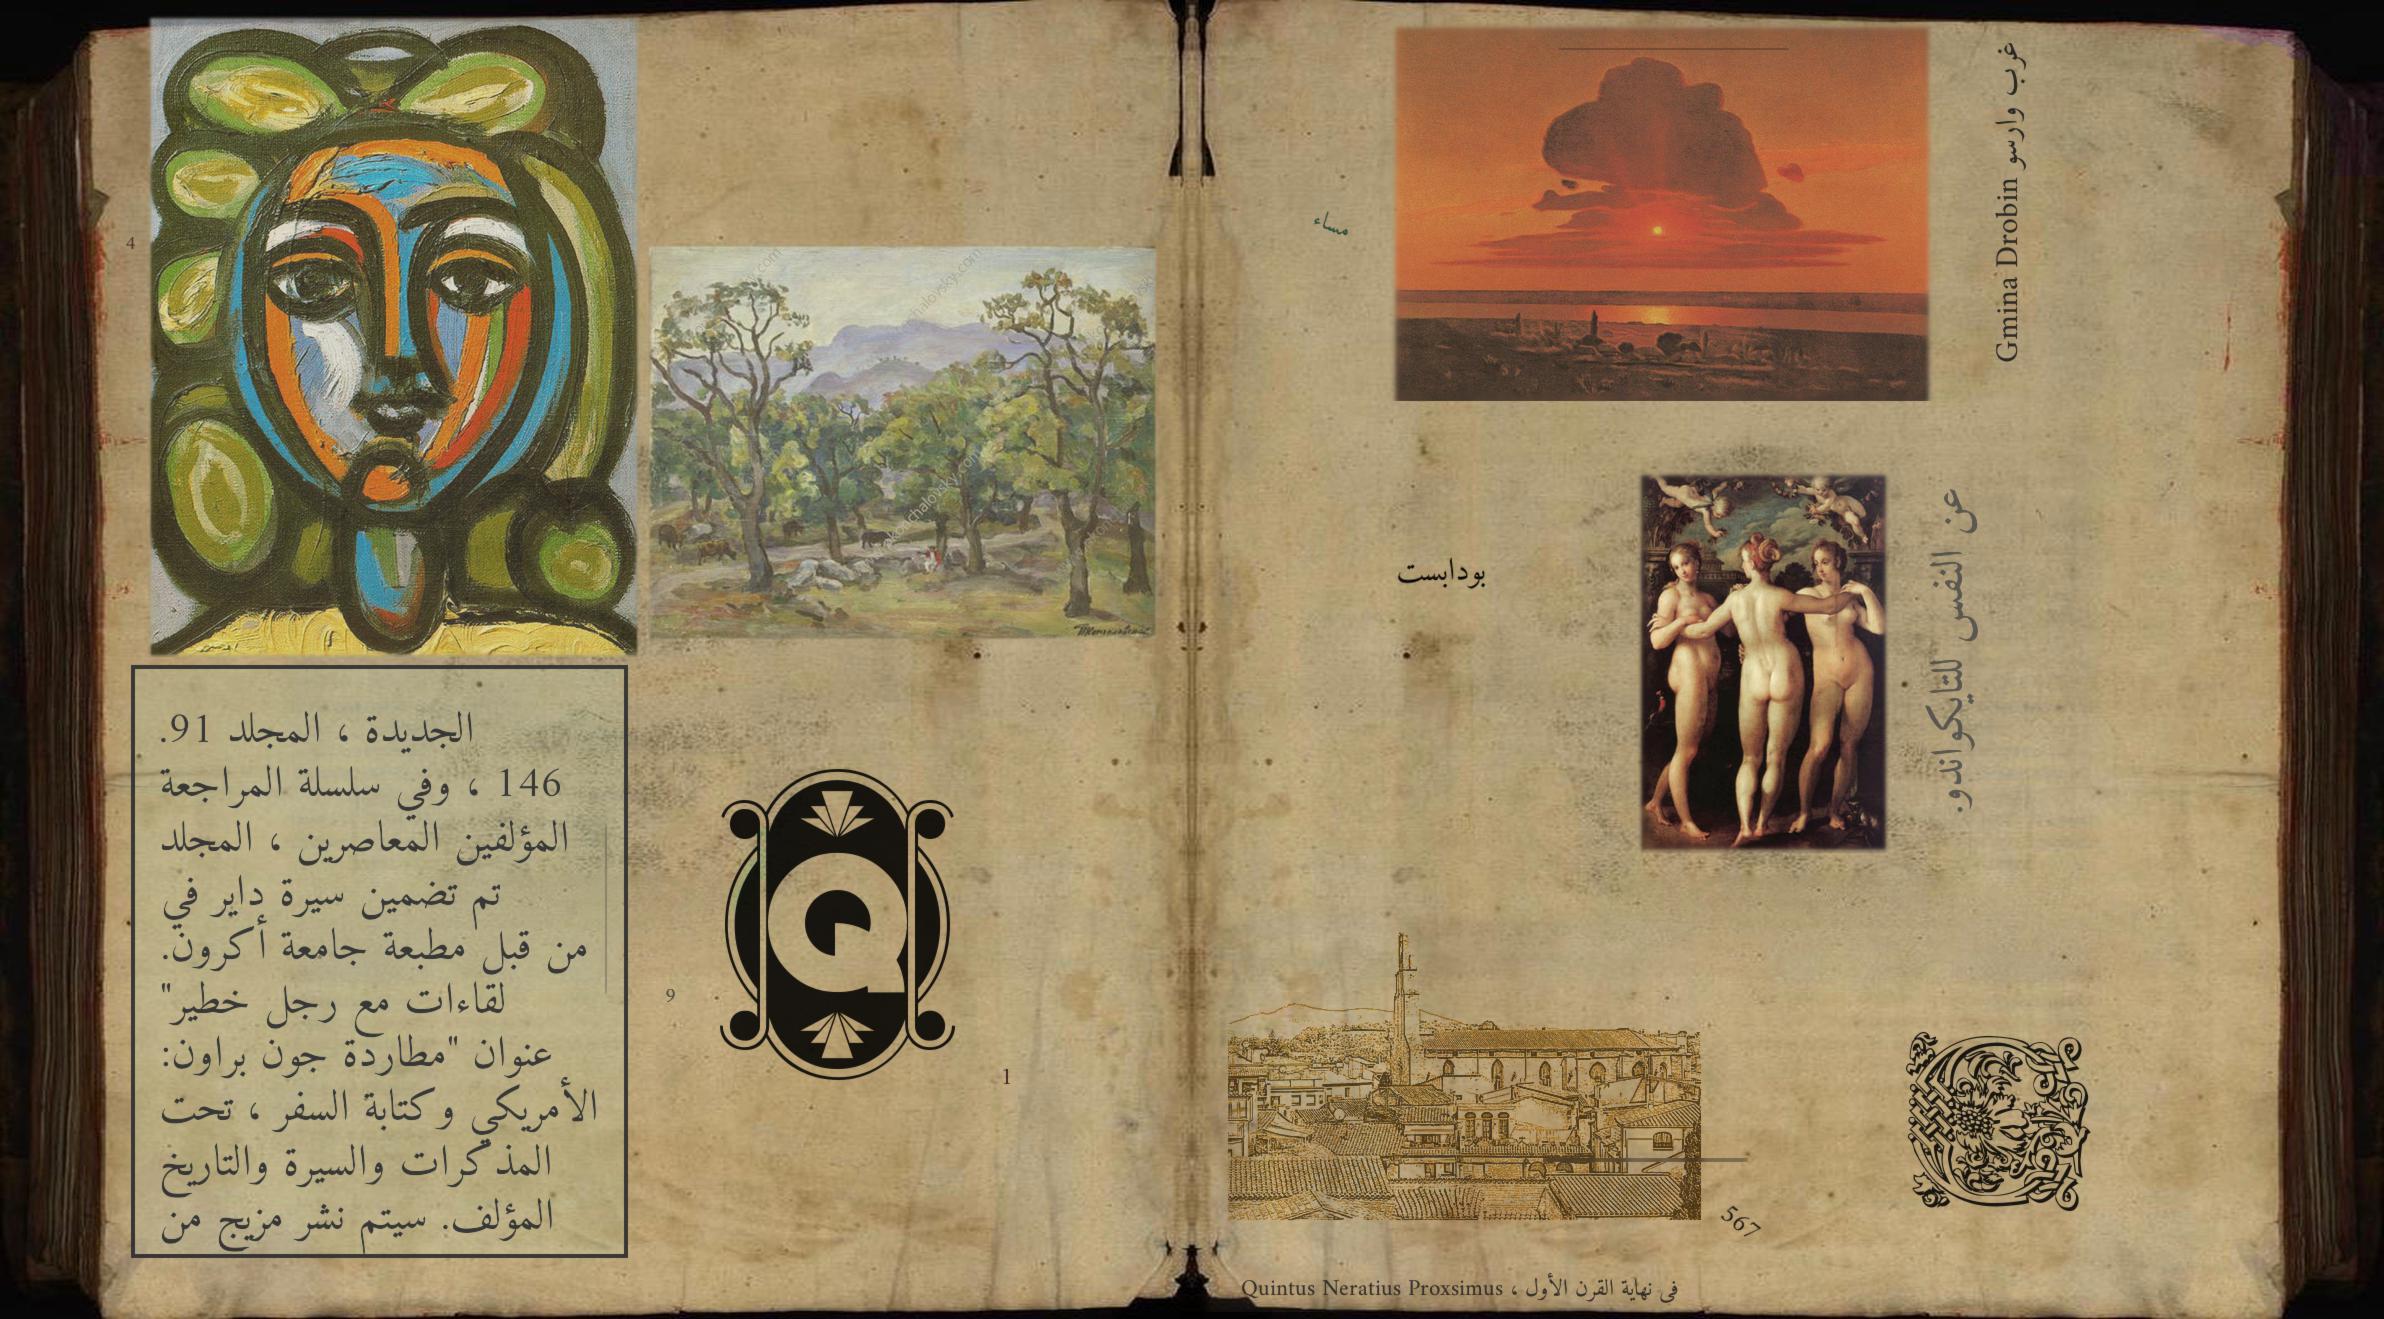 4
الجديدة ، المجلد 91.
146 ، وفي سلسلة المراجعة
المؤلفين المعاصرين ، المجلد
تم تضمين سيرة داير في
من قبل مطبعة جامعة أكرون.
لقاءات مع رجل خطير"
عنوان "مطاردة جون براون:
الأمريكي وكتابة السفر ، تحت
المذكرات والسيرة والتاريخ
المؤلف. سيتم نشر مزيج من
Q
9
1
مساء
غرب وارسو Gmina Drobin
بودابست
عن النفس للتايكواندو.
567
في نهاية القرن الأول ، Quintus Neratius Proxsimus